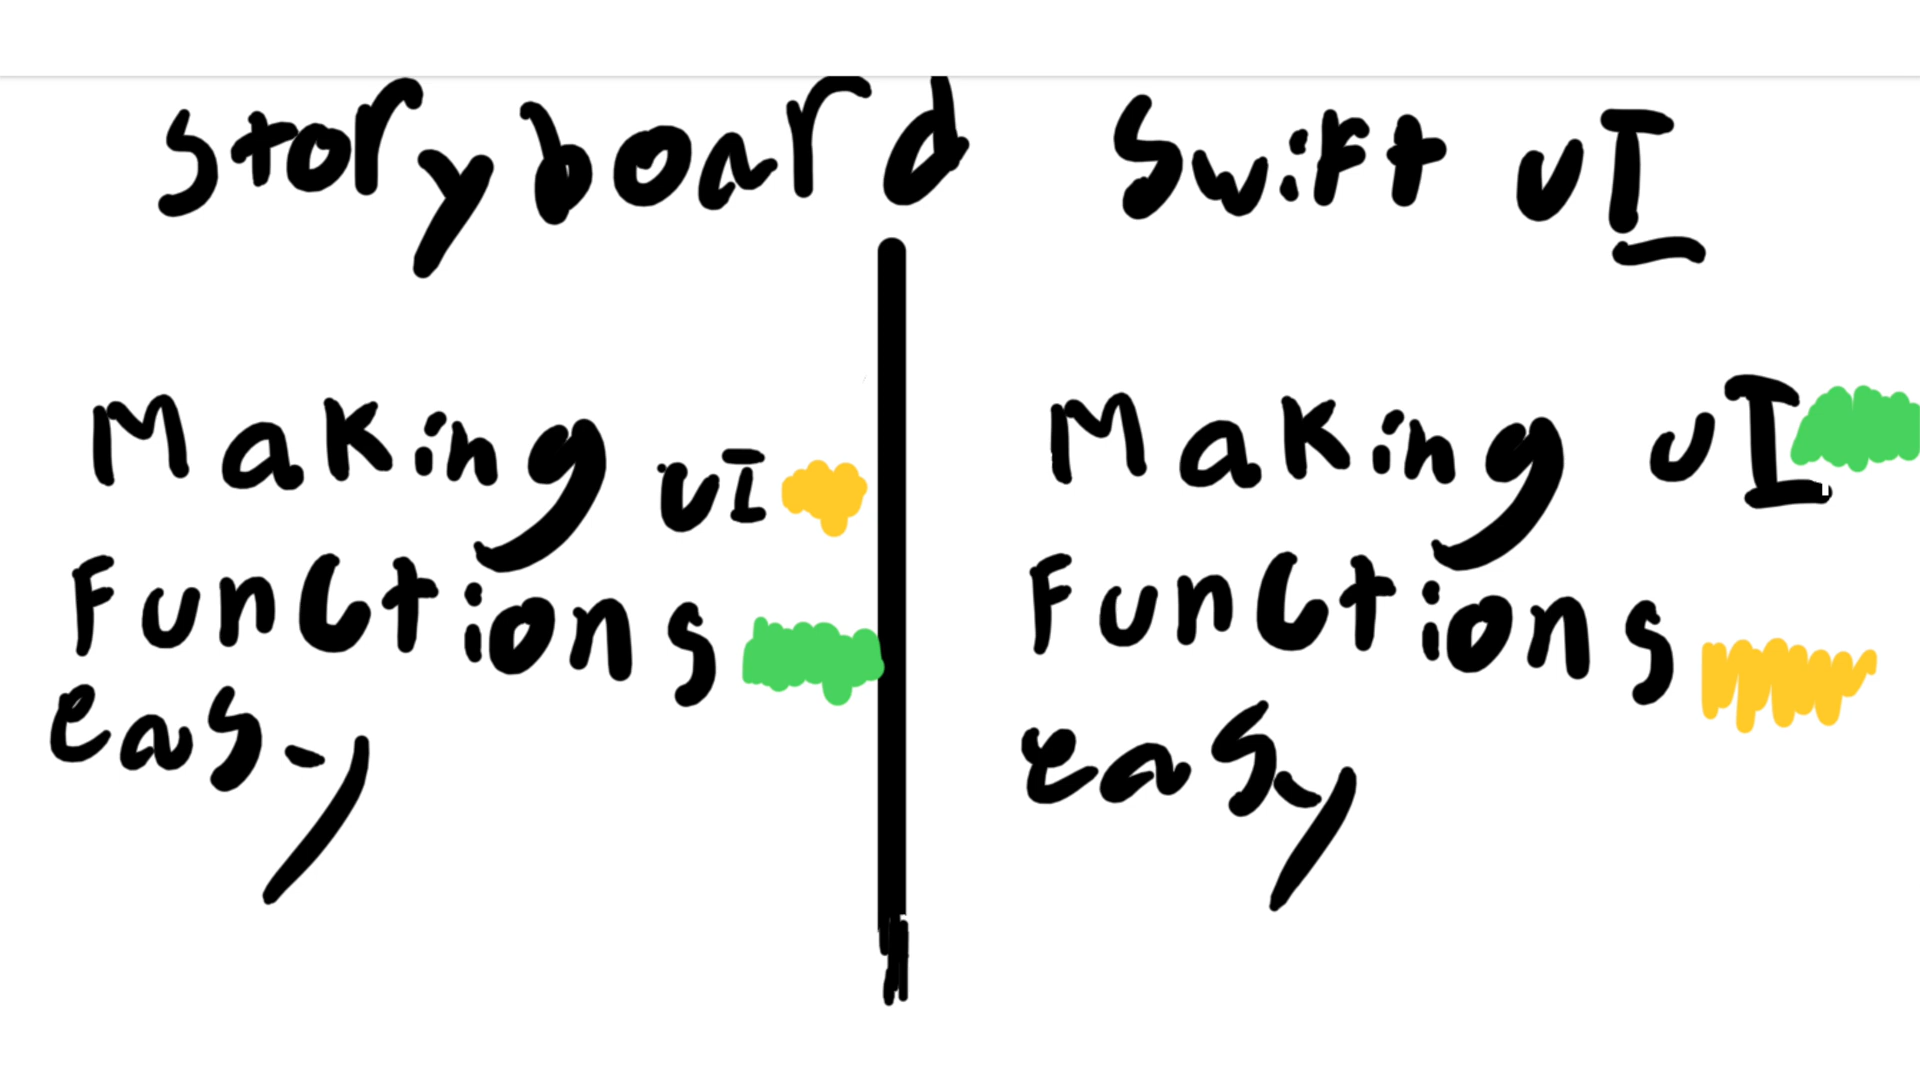 Storyboard
Making UI
Functions
easy
Swift UI
Making UI
Functions
easy